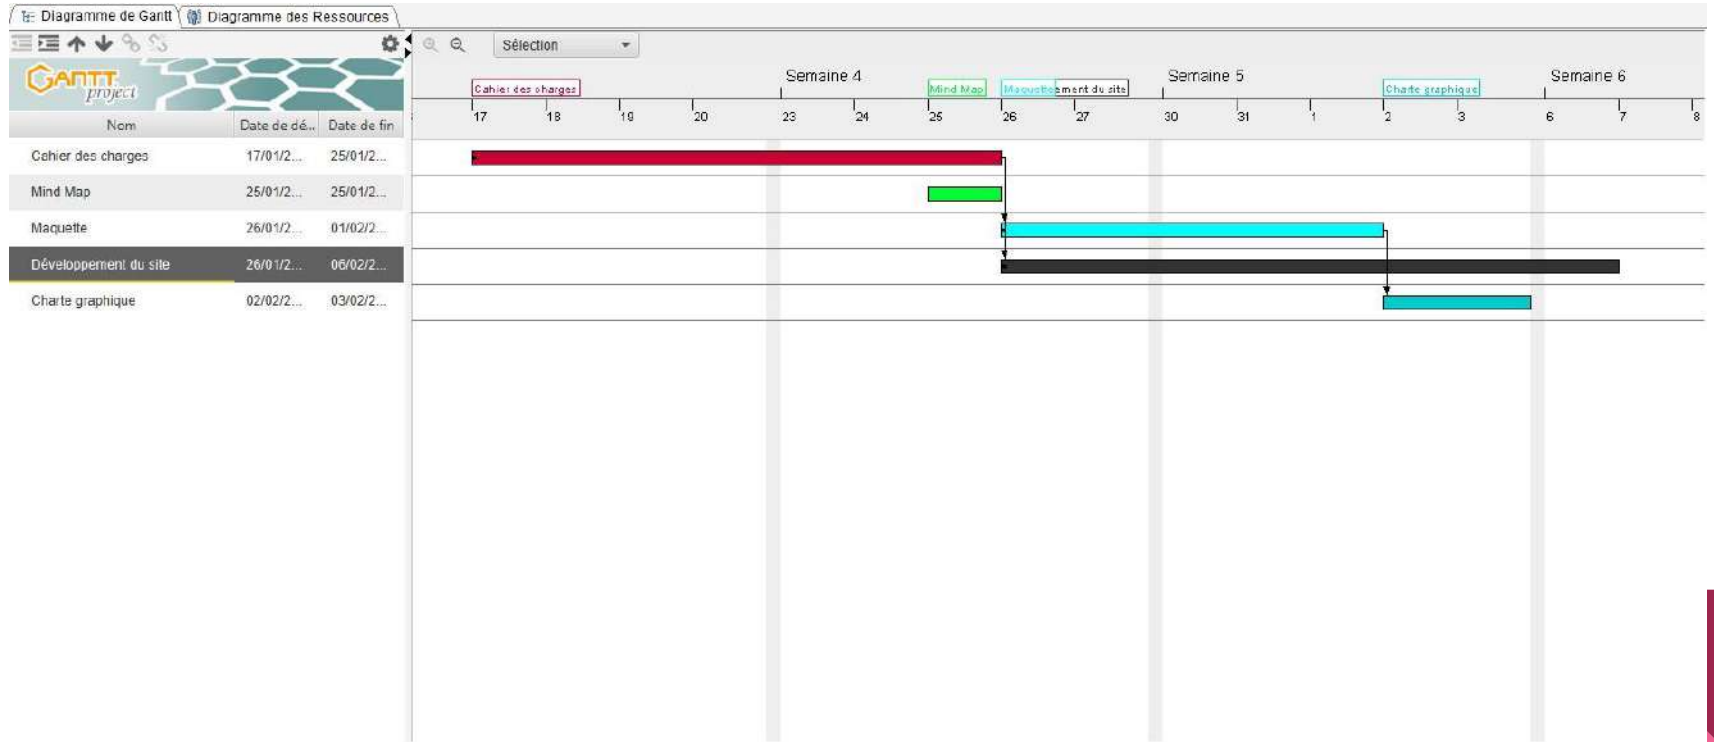 Diagramme de Gantt Diagramme des Ressources
Sélection
GANTT project
Semaine 4 Semaine 5 Semaine 6
Cahier des charges Mind Map Maquette ement du site Charte graphique
17 18 19 20 23 24 25 26 27 30 31 1 2 3 6 7 8
Nom Date de dé... Date de fin
Cahier des charges 17/01/2... 25/01/2...
Mind Map 25/01/2... 25/01/2...
Maquette 26/01/2... 01/02/2...
Développement du site 26/01/2... 06/02/2...
Charte graphique 02/02/2... 03/02/2...